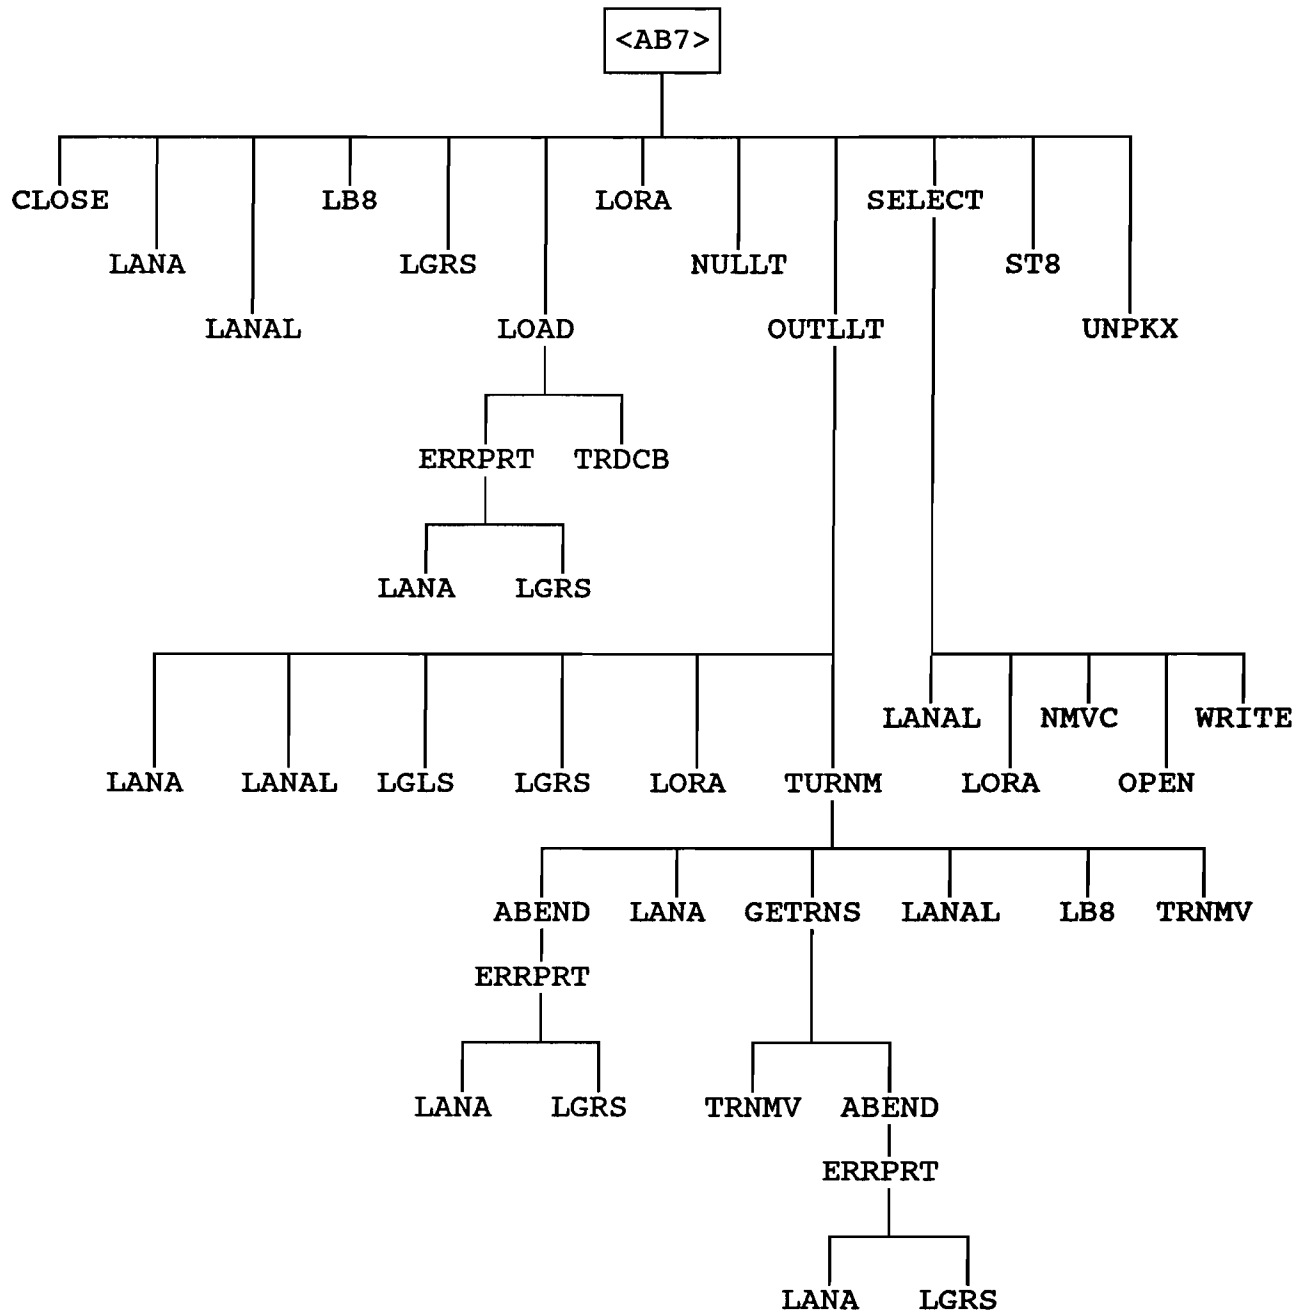 <AB7>
CLOSE LB8 LORA SELECT
LANA LGRS NULLT ST8
LANAL LOAD OUTLLT UNPKX
ERRPRT TRDCB
LANA LGRS
LANAL NMVC WRITE
LANA LANAL LGLS LGRS LORA TURNM LORA OPEN
ABEND LANA GETRNS LANAL LB8 TRNMV
ERRPRT
LANA LGRS TRNMV ABEND
ERRPRT
LANA LGRS